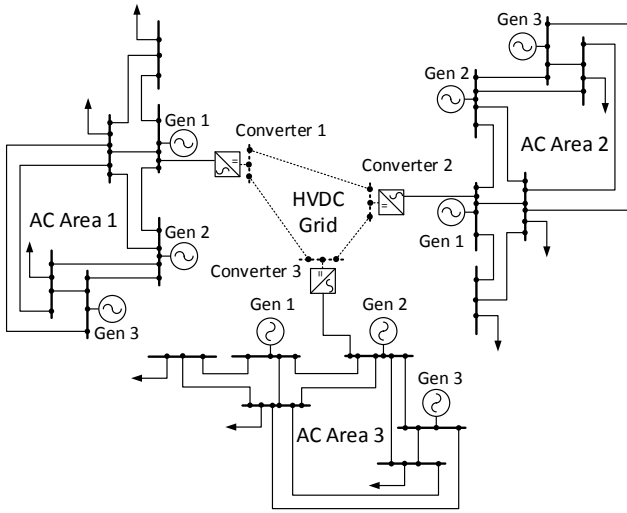 Gen 3
Gen 2
Gen 1
Converter 1
Converter 2
AC Area 2
HVDC
Grid
AC Area 1
Gen 2
Gen 1
Converter 3
Gen 3
Gen 1
Gen 2
Gen 3
AC Area 3